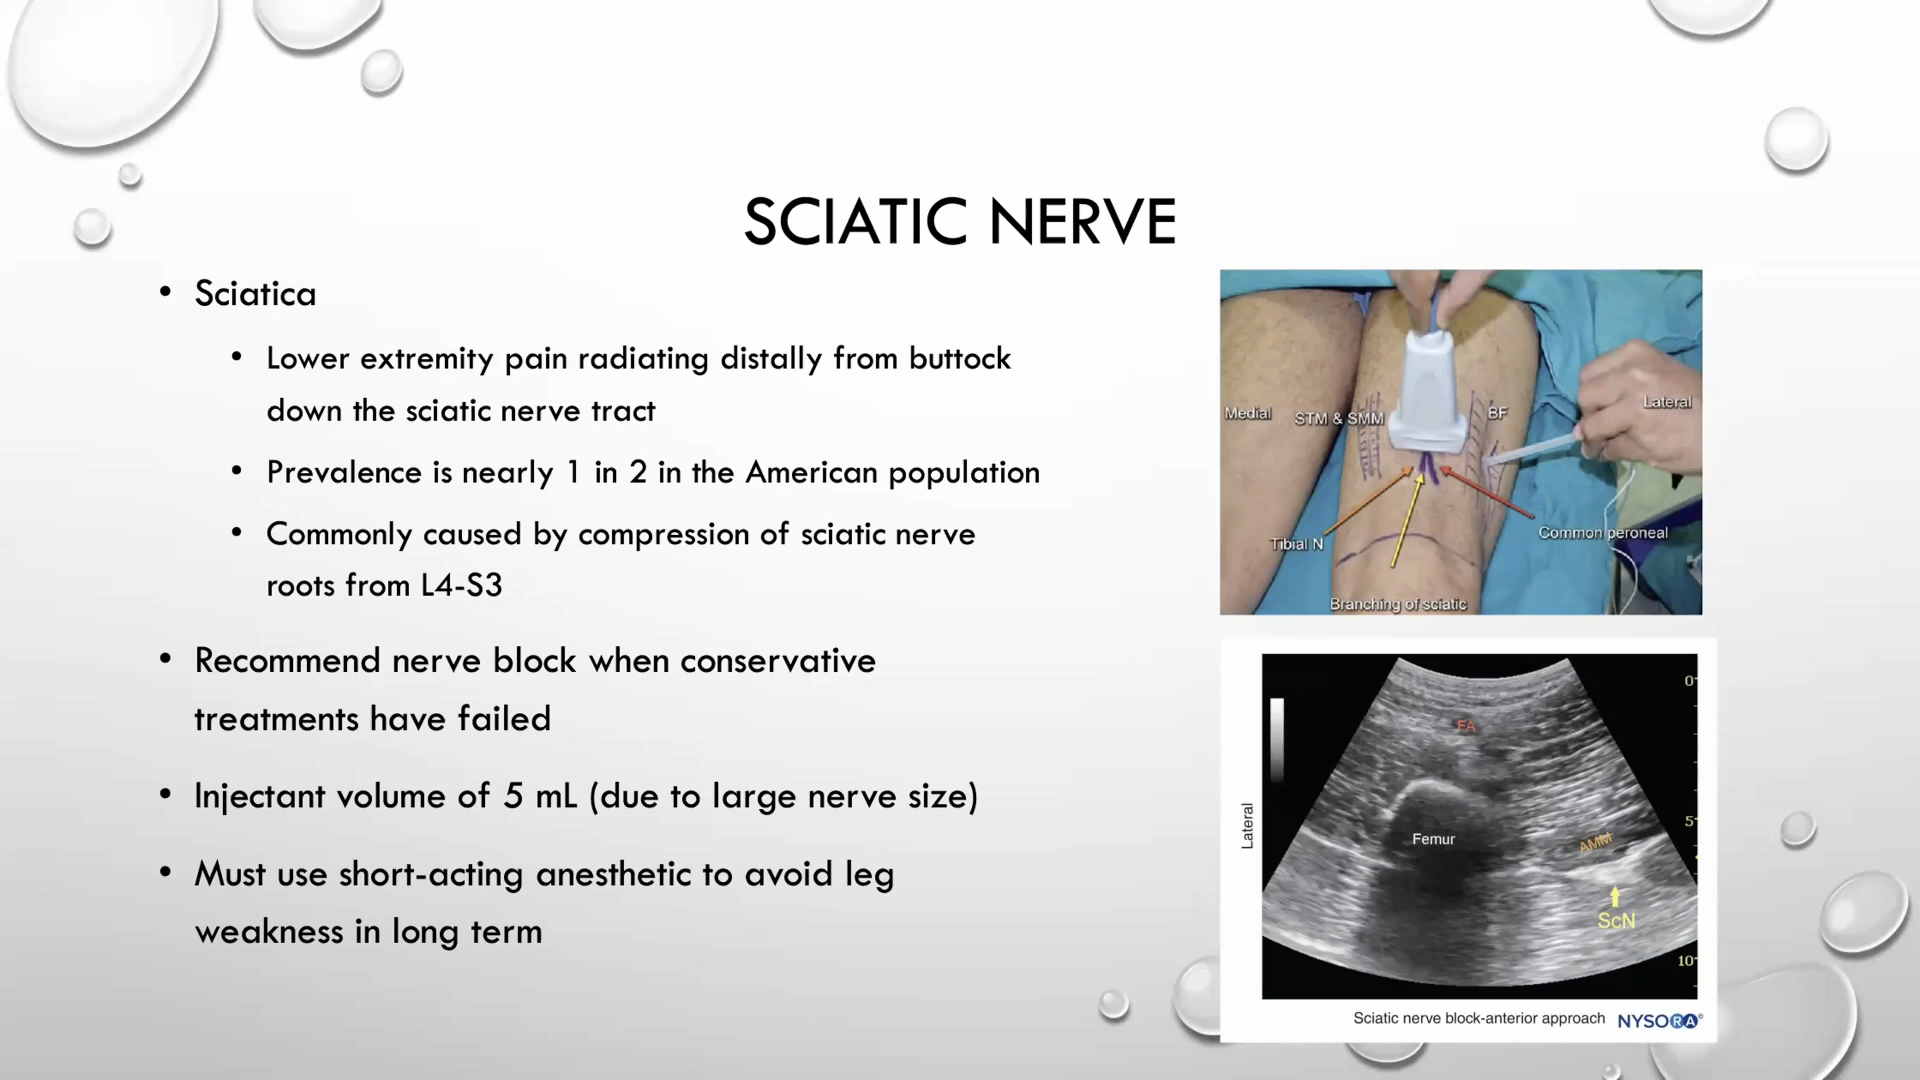 SCIATIC NERVE
• Sciatica
• Lower extremity pain radiating distally from buttock
down the sciatic nerve tract
• Prevalence is nearly 1 in 2 in the American population
• Commonly caused by compression of sciatic nerve
roots from L4-S3
• Recommend nerve block when conservative
treatments have failed
• Injectant volume of 5 mL (due to large nerve size)
• Must use short-acting anesthetic to avoid leg
weakness in long term
Medial
STM & SMM
BF
Lateral
Tibial N
Common peroneal
Branching of sciatic
0
FA
5
Lateral
Femur
AMM
ScN
10
Sciatic nerve block-anterior approach NYSORA®